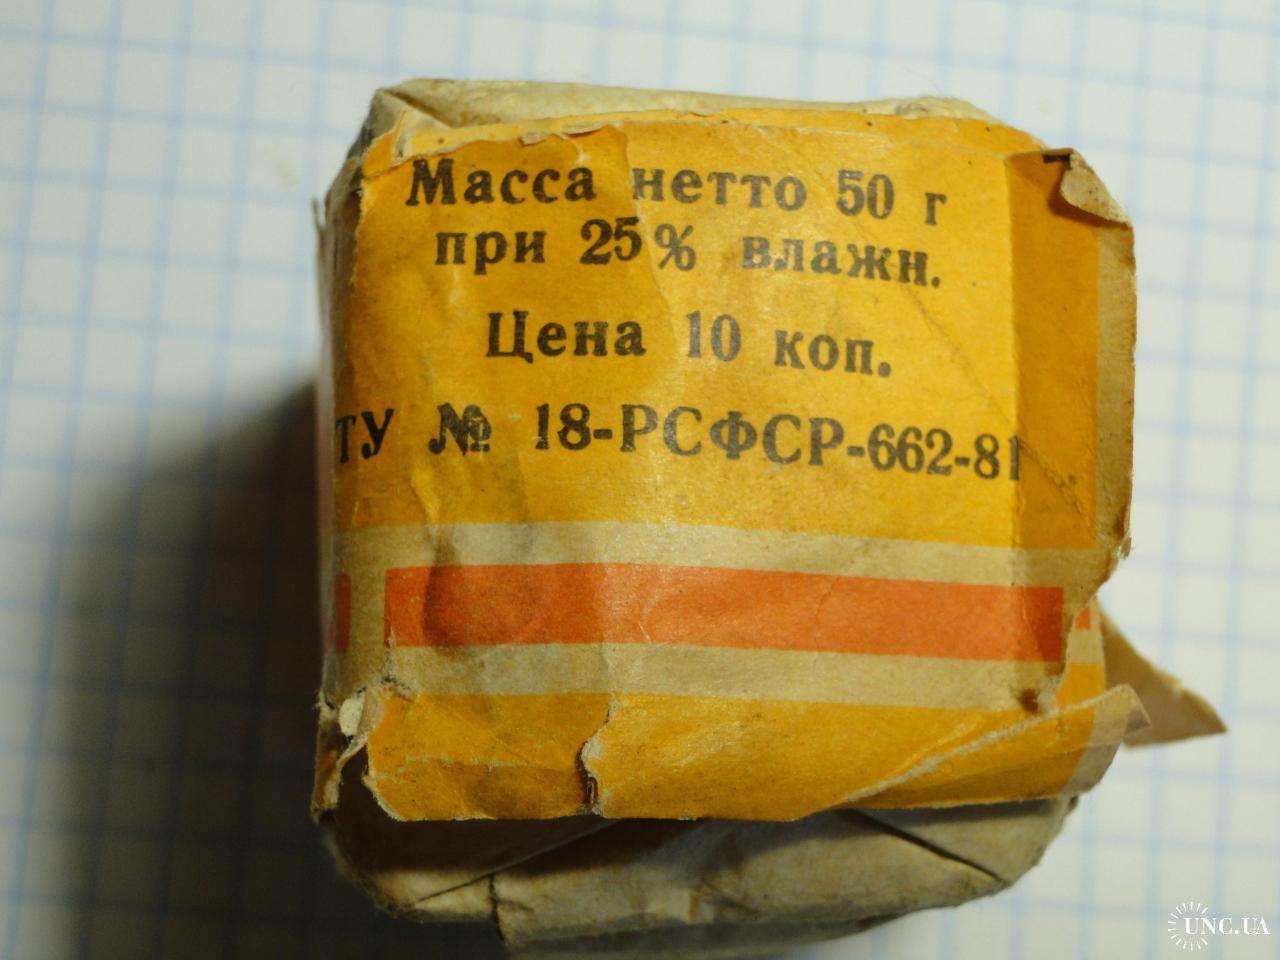 Масса нетто 50 г
при 25% влажн.
Цена 10 коп.
ТУ № 18-РСФСР-662-81
UNC.UA